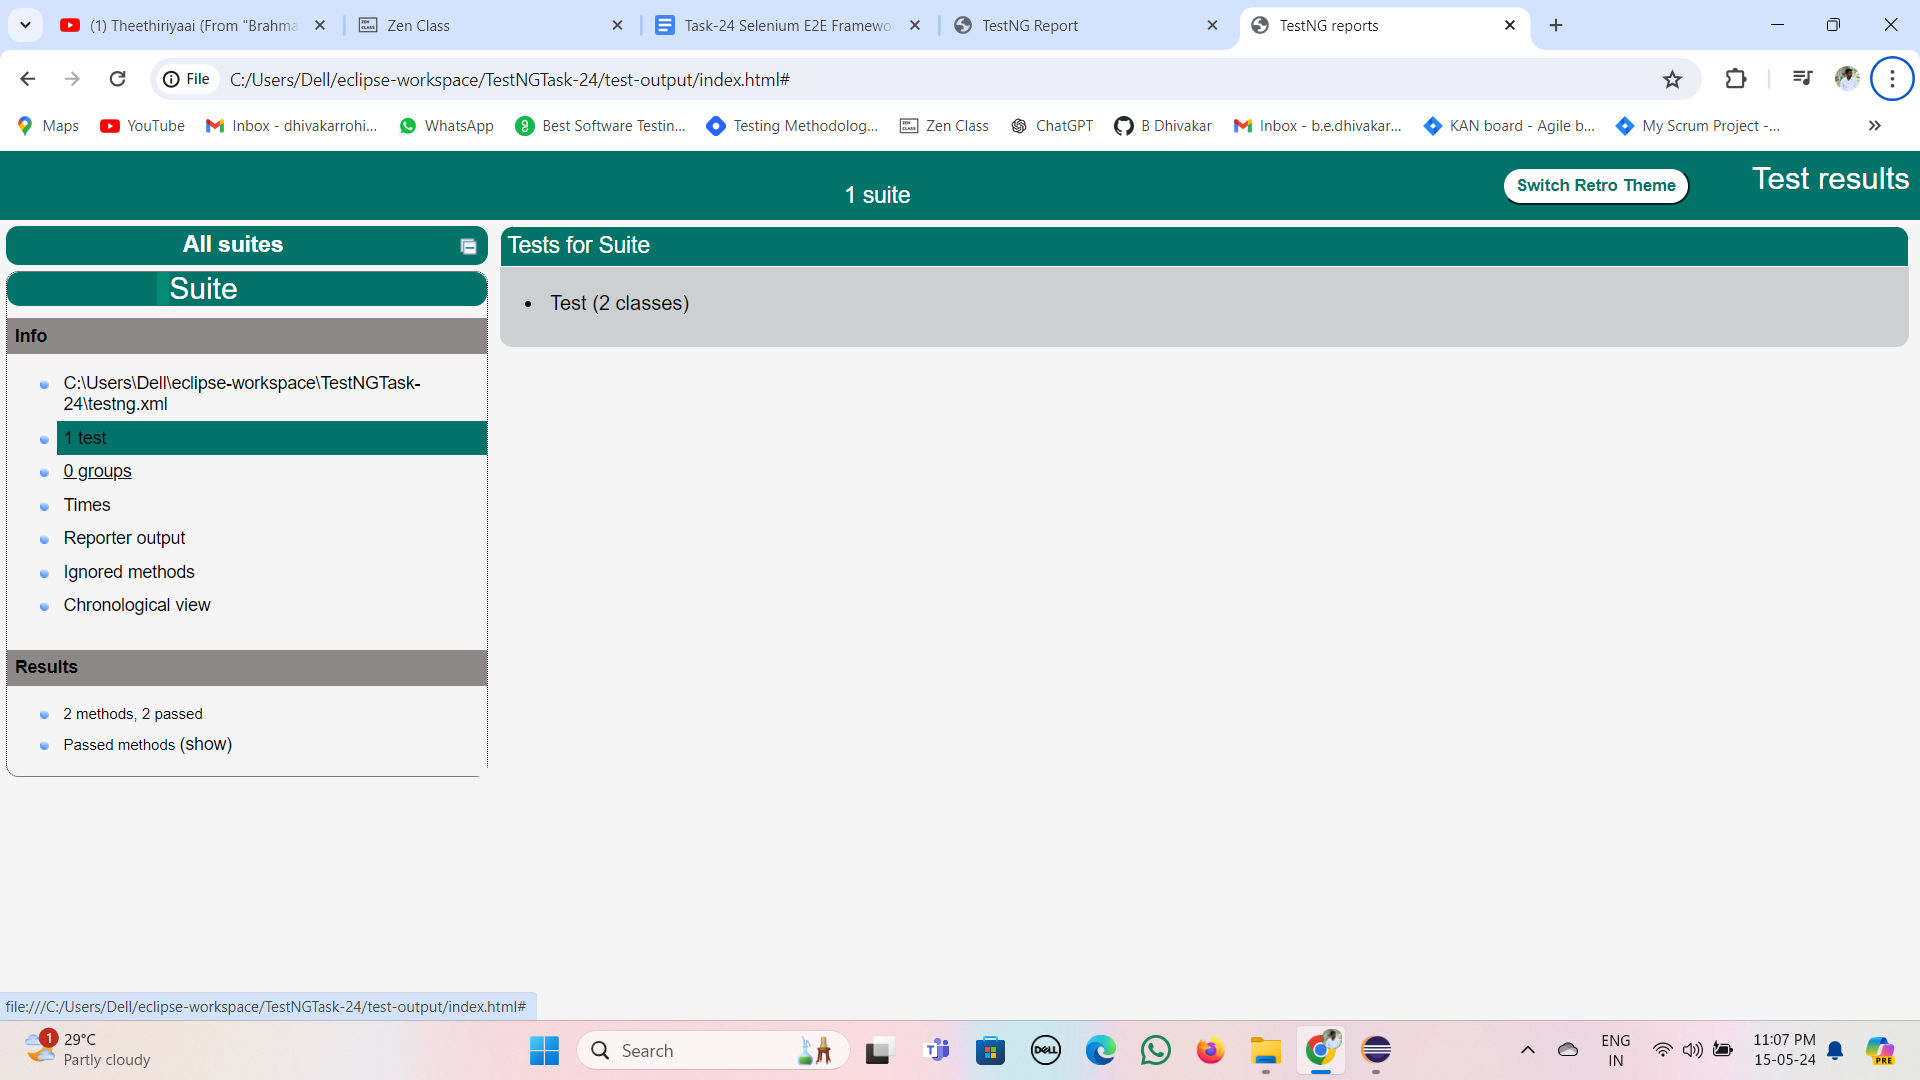 (1) Theethiriyaai (From "Brahma
Zen Class
Task-24 Selenium E2E Framewo
TestNG Report
TestNG reports
File
C:/Users/Dell/eclipse-workspace/TestNGTask-24/test-output/index.html#
Maps
YouTube
Inbox - dhivakarrohi...
WhatsApp
Best Software Testin...
Testing Methodolog...
Zen Class
ChatGPT
B Dhivakar
Inbox - b.e.dhivakar...
KAN board - Agile b...
My Scrum Project -...
1 suite
Switch Retro Theme
Test results
All suites
Suite
Info
C:\Users\Dell\eclipse-workspace\TestNGTask-
24\testng.xml
1 test
0 groups
Times
Reporter output
Ignored methods
Chronological view
Results
2 methods, 2 passed
Passed methods (show)
Tests for Suite
Test (2 classes)
file:///C:/Users/Dell/eclipse-workspace/TestNGTask-24/test-output/index.html#
1
29°C
Partly cloudy
Search
DELL
PRE
ENG
IN
11:07 PM
15-05-24